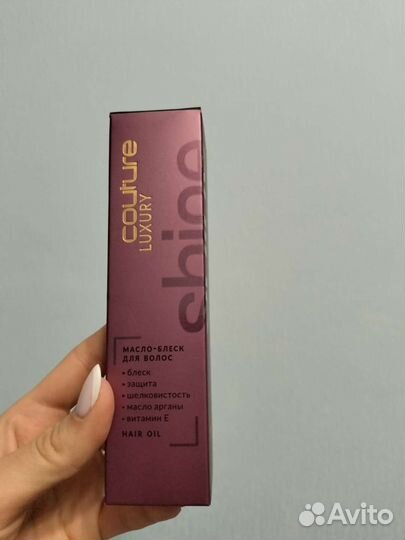 couture
LUXURY
shine
МАСЛО-БЛЕСК
ДЛЯ ВОЛОС
• блеск
• защита
• шелковистость
• масло арганы
• витамин Е
HAIR OIL
Avito